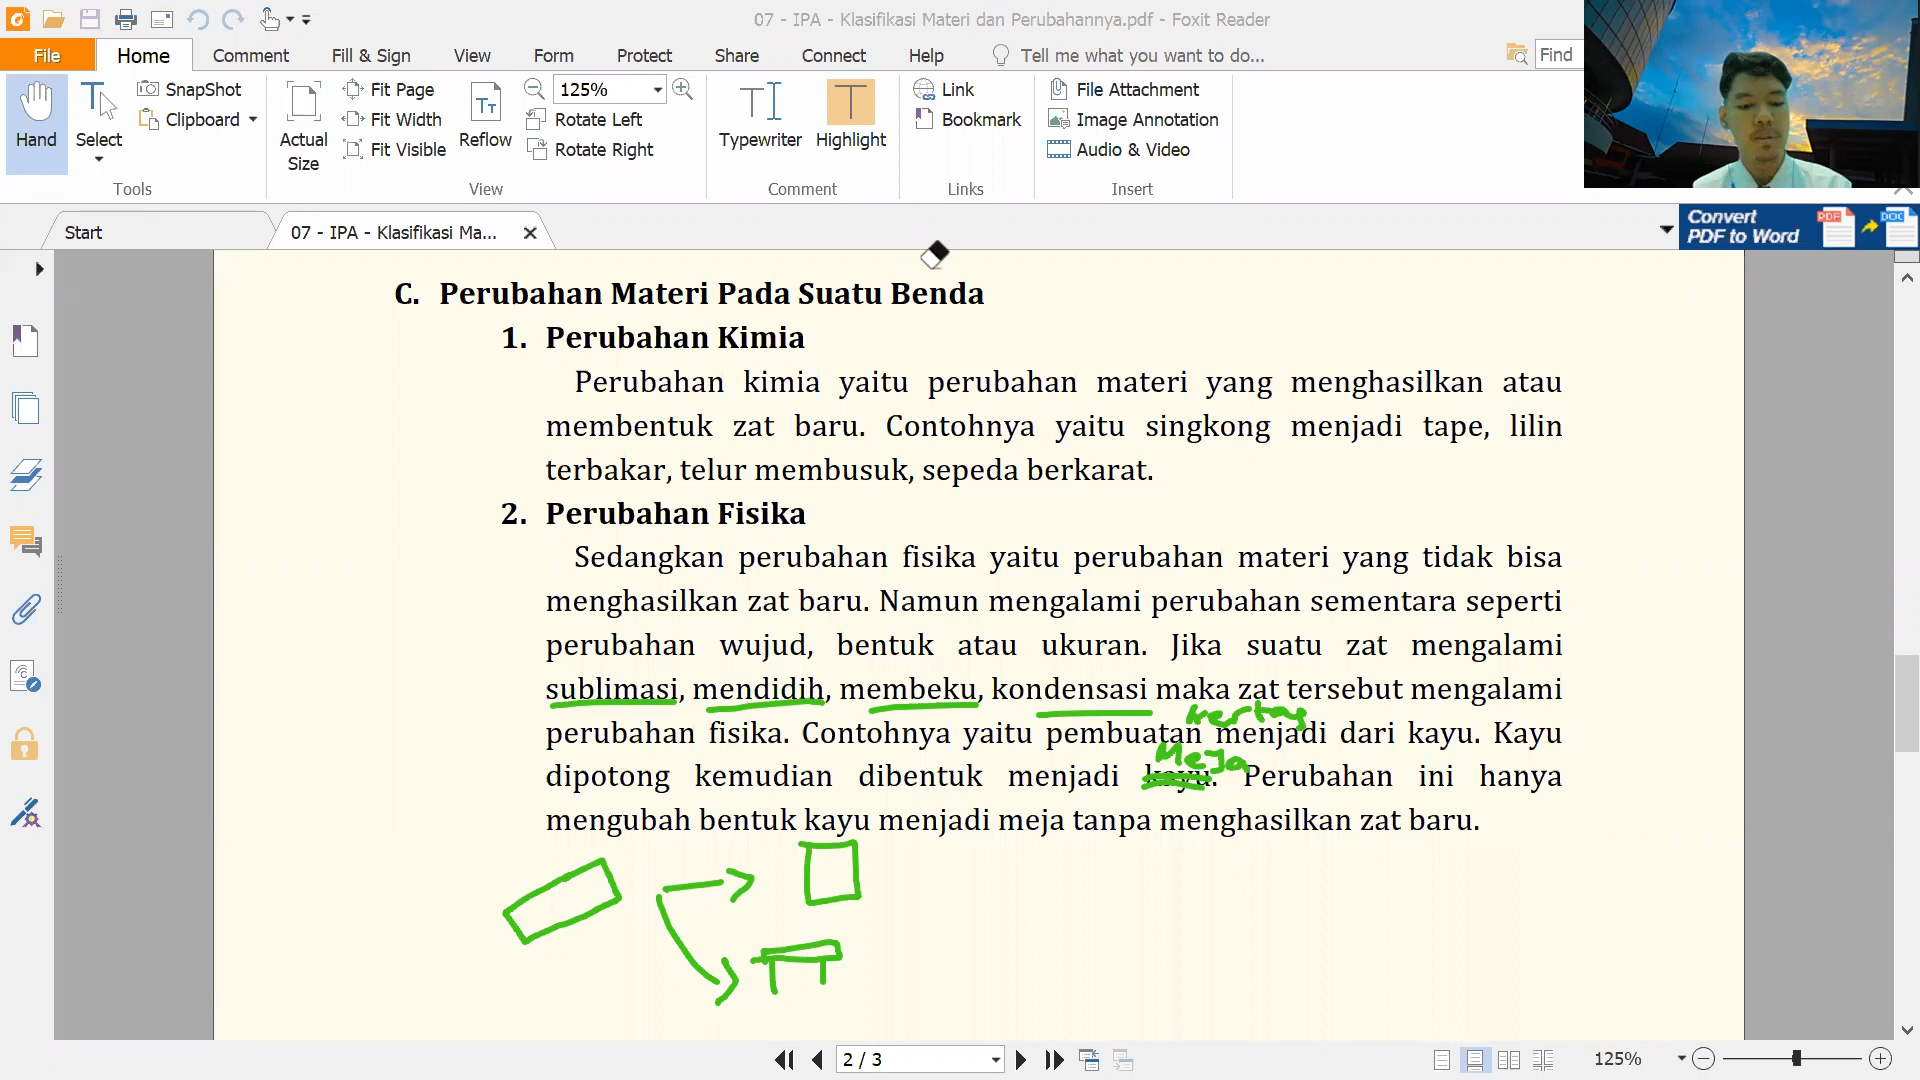 07 - IPA - Klasifikasi Materi dan Perubahannya.pdf - Foxit Reader
File Home Comment Fill & Sign View Form Protect Share Connect Help Tell me what you want to do... Find
Hand
Select
SnapShot
Clipboard
Tools
Actual Size
Fit Page
Fit Width
Fit Visible
Reflow
125%
Rotate Left
Rotate Right
View
Typewriter
Highlight
Comment
Link
Bookmark
Links
File Attachment
Image Annotation
Audio & Video
Insert
Start
07 - IPA - Klasifikasi Ma...
Convert
PDF to Word
PDF
DOC
C. Perubahan Materi Pada Suatu Benda
1. Perubahan Kimia
Perubahan kimia yaitu perubahan materi yang menghasilkan atau
membentuk zat baru. Contohnya yaitu singkong menjadi tape, lilin
terbakar, telur membusuk, sepeda berkarat.
2. Perubahan Fisika
Sedangkan perubahan fisika yaitu perubahan materi yang tidak bisa
menghasilkan zat baru. Namun mengalami perubahan sementara seperti
perubahan wujud, bentuk atau ukuran. Jika suatu zat mengalami
sublimasi, mendidih, membeku, kondensasi maka zat tersebut mengalami
kertas
perubahan fisika. Contohnya yaitu pembuatan menjadi dari kayu. Kayu
Meja
dipotong kemudian dibentuk menjadi kayu. Perubahan ini hanya
mengubah bentuk kayu menjadi meja tanpa menghasilkan zat baru.
2 / 3
125%